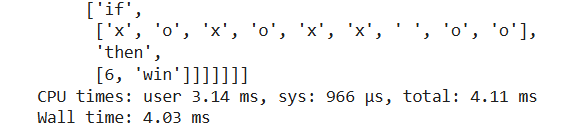 ['if',
['x', 'o', 'x', 'o', 'x', 'x', ' ', 'o', 'o'],
'then',
[6, 'win']]]]]]]
CPU times: user 3.14 ms, sys: 966 µs, total: 4.11 ms
Wall time: 4.03 ms